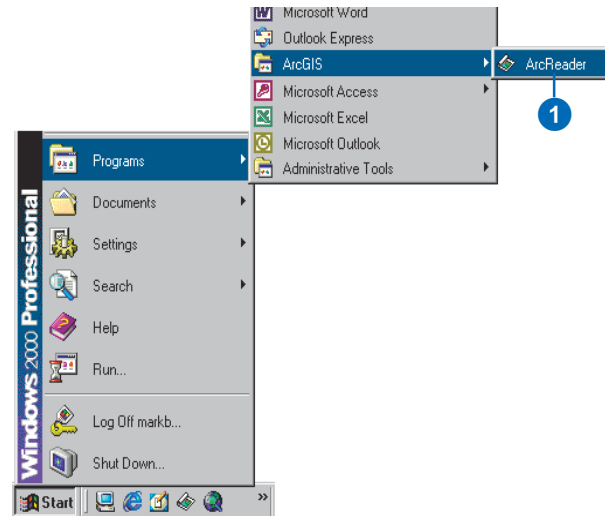 Microsoft Word
Outlook Express
ArcGIS
ArcReader
Microsoft Access
1
Microsoft Excel
Microsoft Outlook
Administrative Tools
Programs
Documents
Settings
Search
Help
Run...
Log Off markb...
Shut Down...
Windows 2000 Professional
Start
»